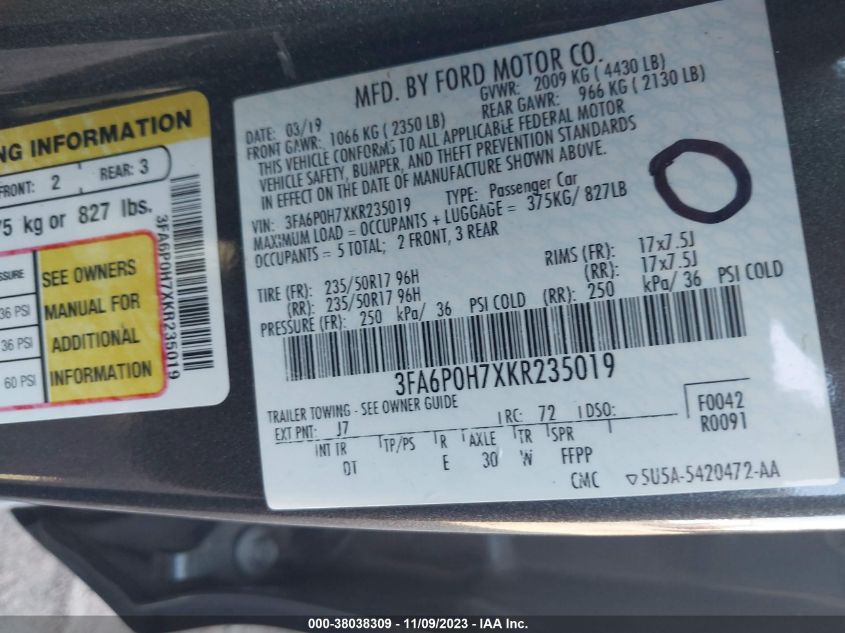 NG INFORMATION
FRONT: 2 REAR: 3
75 kg or 827 lbs.
SSURE
SEE OWNERS
36 PSI
MANUAL FOR
36 PSI
ADDITIONAL
60 PSI
INFORMATION
3FA6P0H7XKR235019
MFD. BY FORD MOTOR CO.
DATE: 03/19 GVWR: 2009 KG ( 4430 LB)
FRONT GAWR: 1066 KG ( 2350 LB) REAR GAWR: 966 KG ( 2130 LB)
THIS VEHICLE CONFORMS TO ALL APPLICABLE FEDERAL MOTOR
VEHICLE SAFETY, BUMPER, AND THEFT PREVENTION STANDARDS
IN EFFECT ON THE DATE OF MANUFACTURE SHOWN ABOVE.
VIN: 3FA6P0H7XKR235019 TYPE: Passenger Car
MAXIMUM LOAD = OCCUPANTS + LUGGAGE = 375KG/ 827LB
OCCUPANTS = 5 TOTAL; 2 FRONT, 3 REAR
TIRE (FR): 235/50R17 96H RIMS (FR): 17x7.5J
(RR): 235/50R17 96H (RR): 17x7.5J
PRESSURE (FR): 250 kPa/ 36 PSI COLD (RR): 250 kPa/ 36 PSI COLD
3FA6P0H7XKR235019
TRAILER TOWING - SEE OWNER GUIDE
EXT PNT: J7 RC: 72 DSO: F0042
INT TR TP/PS R AXLE TR SPR R0091
DT E 30 W FFPP
CMC ▽5U5A-5420472-AA
000-38038309 - 11/09/2023 - IAA Inc.